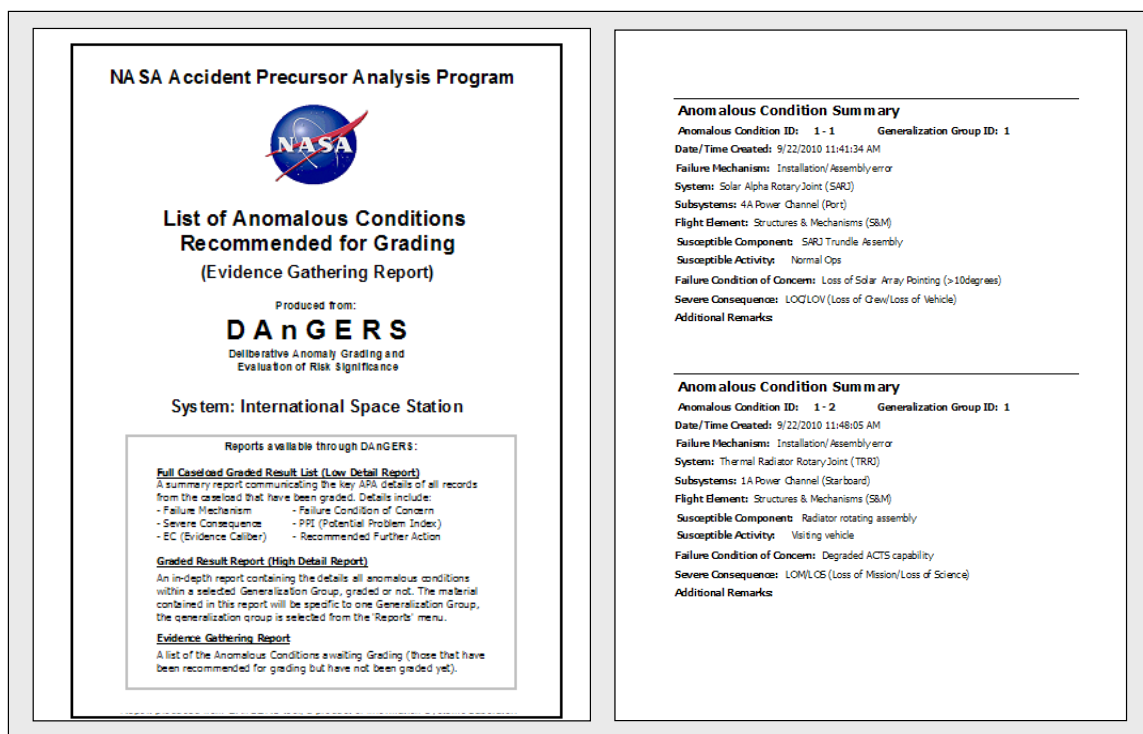 NASA Accident Precursor Analysis Program
NASA
List of Anomalous Conditions
Recommended for Grading
(Evidence Gathering Report)
Produced from:
DAnGERS
Deliberative Anomaly Grading and
Evaluation of Risk Significance
System: International Space Station
Reports available through DAnGERS:
Full Caseload Graded Result List (Low Detail Report)
A summary report communicating the key APA details of all records
from the caseload that have been graded. Details include:
- Failure Mechanism - Failure Condition of Concern
- Severe Consequence - PPI (Potential Problem Index)
- EC (Evidence Caliber) - Recommended Further Action
Graded Result Report (High Detail Report)
An in-depth report containing the details all anomalous conditions
within a selected Generalization Group, graded or not. The material
contained in this report will be specific to one Generalization Group,
the generalization group is selected from the 'Reports' menu.
Evidence Gathering Report
A list of the Anomalous Conditions awaiting Grading (those that have
been recommended for grading but have not been graded yet).
Anomalous Condition Summary
Anomalous Condition ID: 1 - 1 Generalization Group ID: 1
Date/Time Created: 9/22/2010 11:41:34 AM
Failure Mechanism: Installation/Assembly error
System: Solar Alpha Rotary Joint (SARJ)
Subsystems: 4A Power Channel (Port)
Flight Element: Structures & Mechanisms (S&M)
Susceptible Component: SARJ Trundle Assembly
Susceptible Activity: Normal Ops
Failure Condition of Concern: Loss of Solar Array Pointing (>10degrees)
Severe Consequence: LOC/LOV (Loss of Crew/Loss of Vehicle)
Additional Remarks:
Anomalous Condition Summary
Anomalous Condition ID: 1 - 2 Generalization Group ID: 1
Date/Time Created: 9/22/2010 11:48:05 AM
Failure Mechanism: Installation/Assembly error
System: Thermal Radiator Rotary Joint (TRRJ)
Subsystems: 1A Power Channel (Starboard)
Flight Element: Structures & Mechanisms (S&M)
Susceptible Component: Radiator rotating assembly
Susceptible Activity: Visiting vehicle
Failure Condition of Concern: Degraded ACTS capability
Severe Consequence: LOM/LOS (Loss of Mission/Loss of Science)
Additional Remarks: